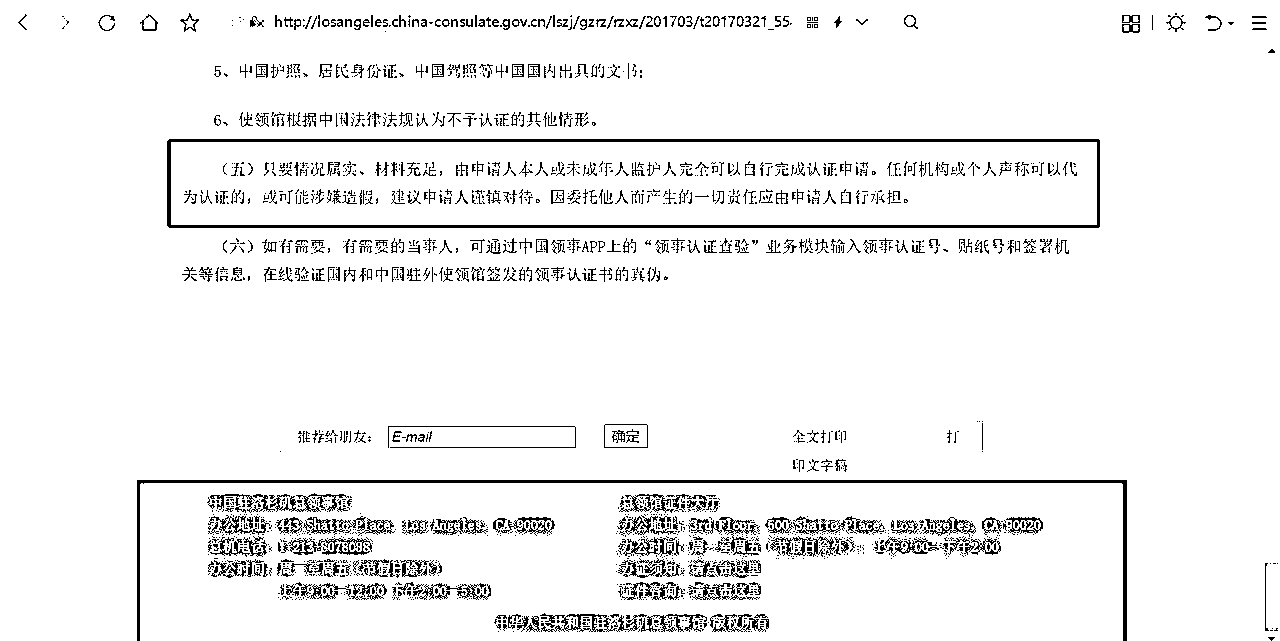 http://losangeles.china-consulate.gov.cn/lszj/gzrz/rzxz/201703/t20170321_55
5、中国护照、居民身份证、中国驾照等中国国内出具的文书；
6、使领馆根据中国法律法规认为不予认证的其他情形。
（五）只要情况属实、材料充足，由申请人本人或未成年人监护人完全可以自行完成认证申请。任何机构或个人声称可以代
为认证的，或可能涉嫌造假，建议申请人谨慎对待。因委托他人而产生的一切责任应由申请人自行承担。
（六）如有需要，有需要的当事人，可通过中国领事APP上的“领事认证查验”业务模块输入领事认证号、贴纸号和签署机
关等信息，在线验证国内和中国驻外使领馆签发的领事认证书的真伪。
推荐给朋友： E-mail 确定 全文打印 打
印文字稿
中国驻洛杉矶总领事馆 总领馆证件大厅
办公地址：443 Shatto Place, Los Angeles, CA 90020 办公地址：3rd Floor, 500 Shatto Place, Los Angeles, CA 90020
总机电话：1-213-8078088 办公时间：周一至周五（节假日除外），上午9:00-下午2:00
办公时间：周一至周五（节假日除外） 办证须知：请点击这里
上午9:00-12:00 下午2:00-5:00 证件咨询：请点击这里
中华人民共和国驻洛杉矶总领事馆 版权所有